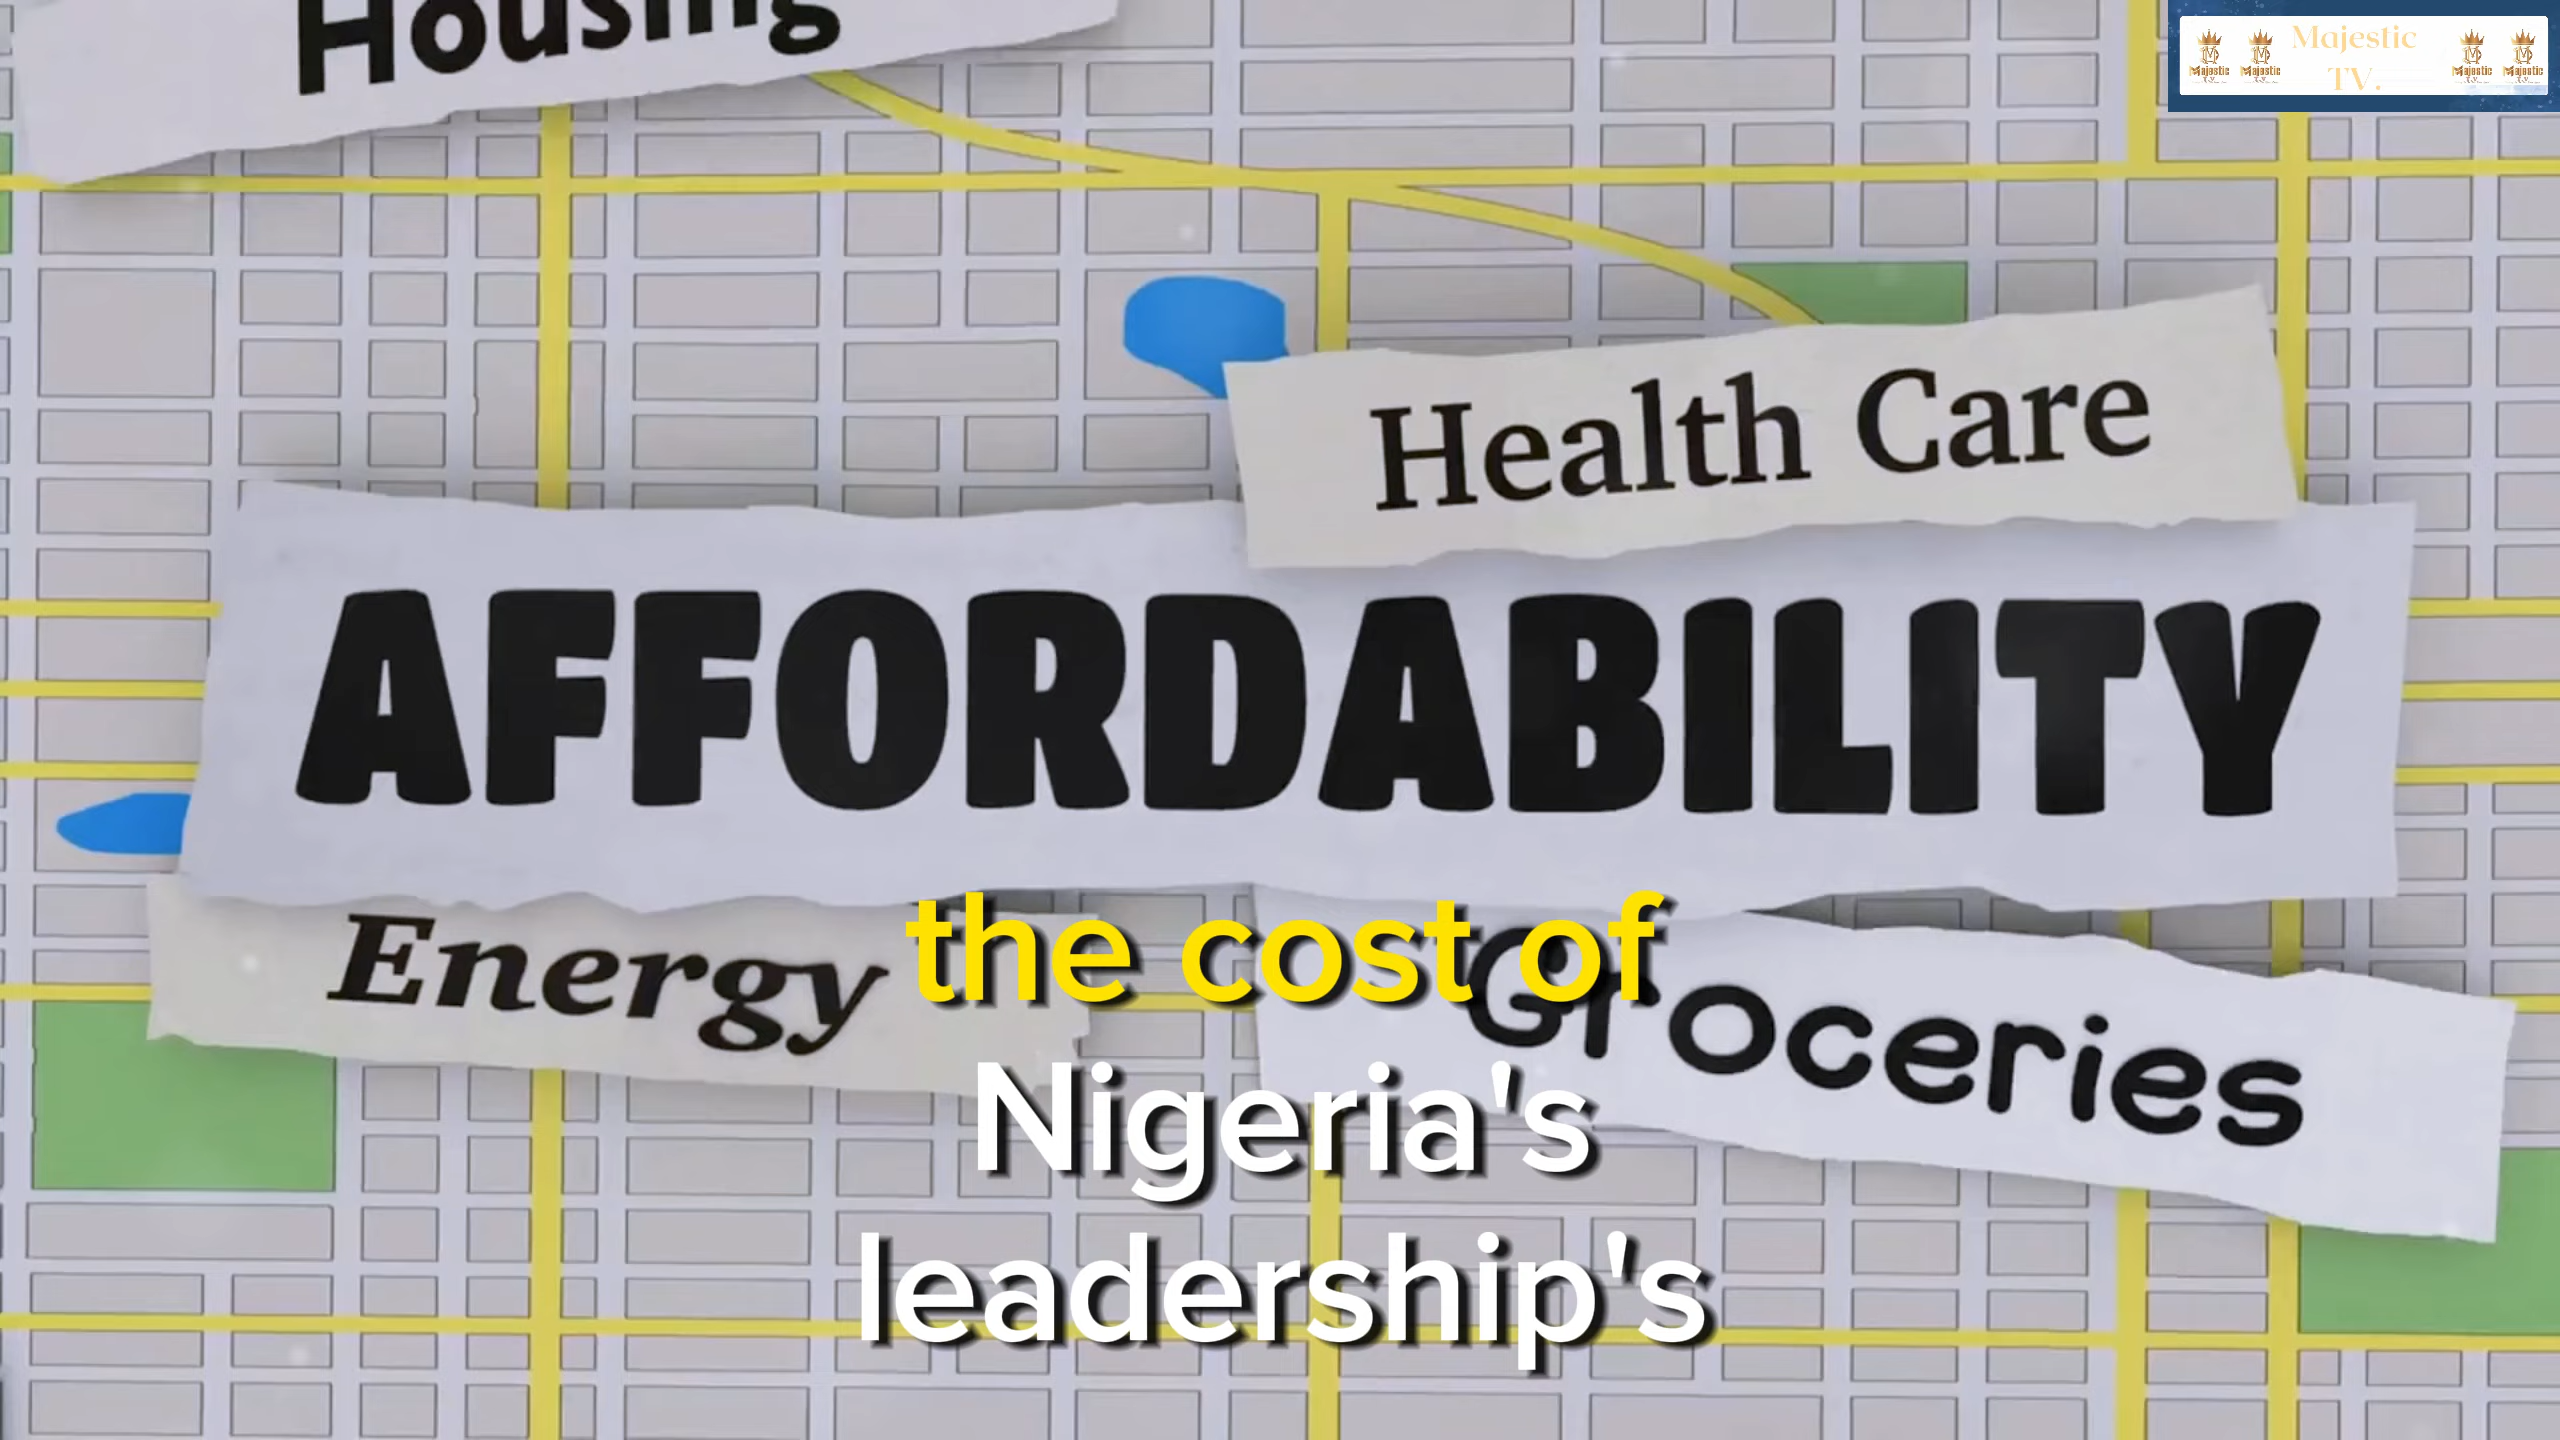 Housing
Majestic
TV.
Health Care
AFFORDABILITY
Energy
Groceries
the cost of
Nigeria's
leadership's